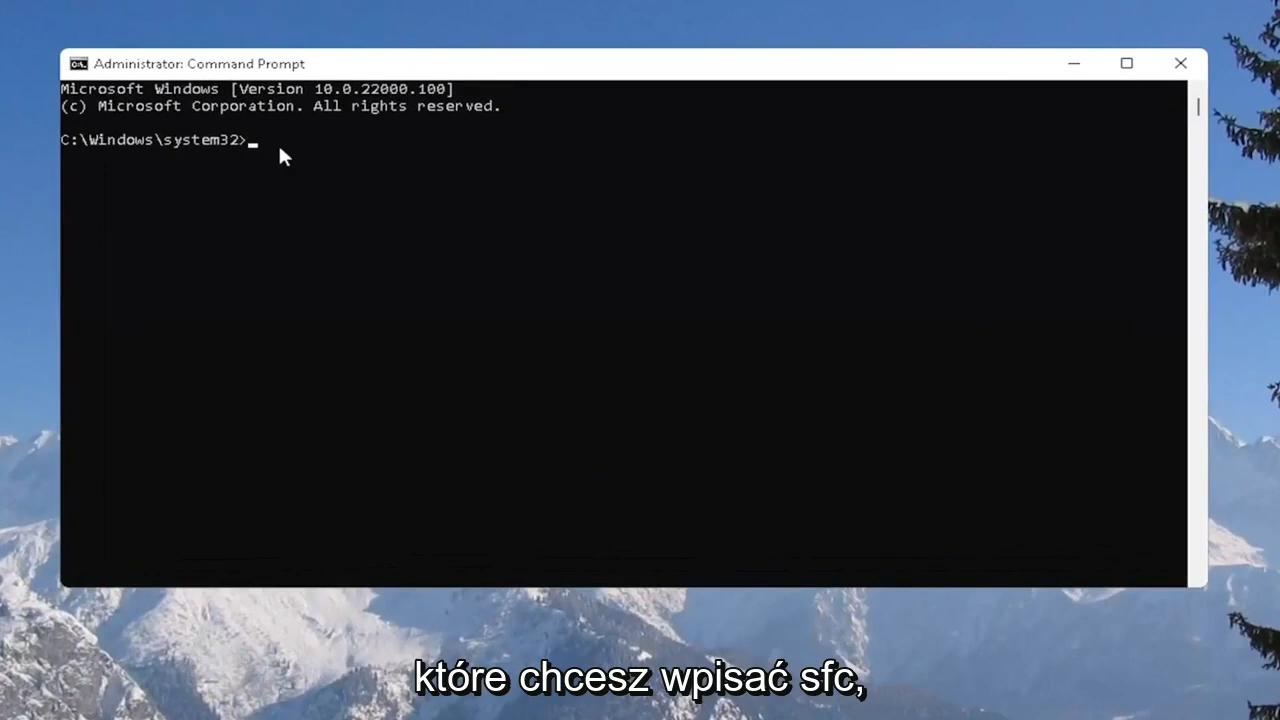 Administrator: Command Prompt
Microsoft Windows [Version 10.0.22000.100]
(c) Microsoft Corporation. All rights reserved.
C:\Windows\system32>
które chcesz wpisać sfc,